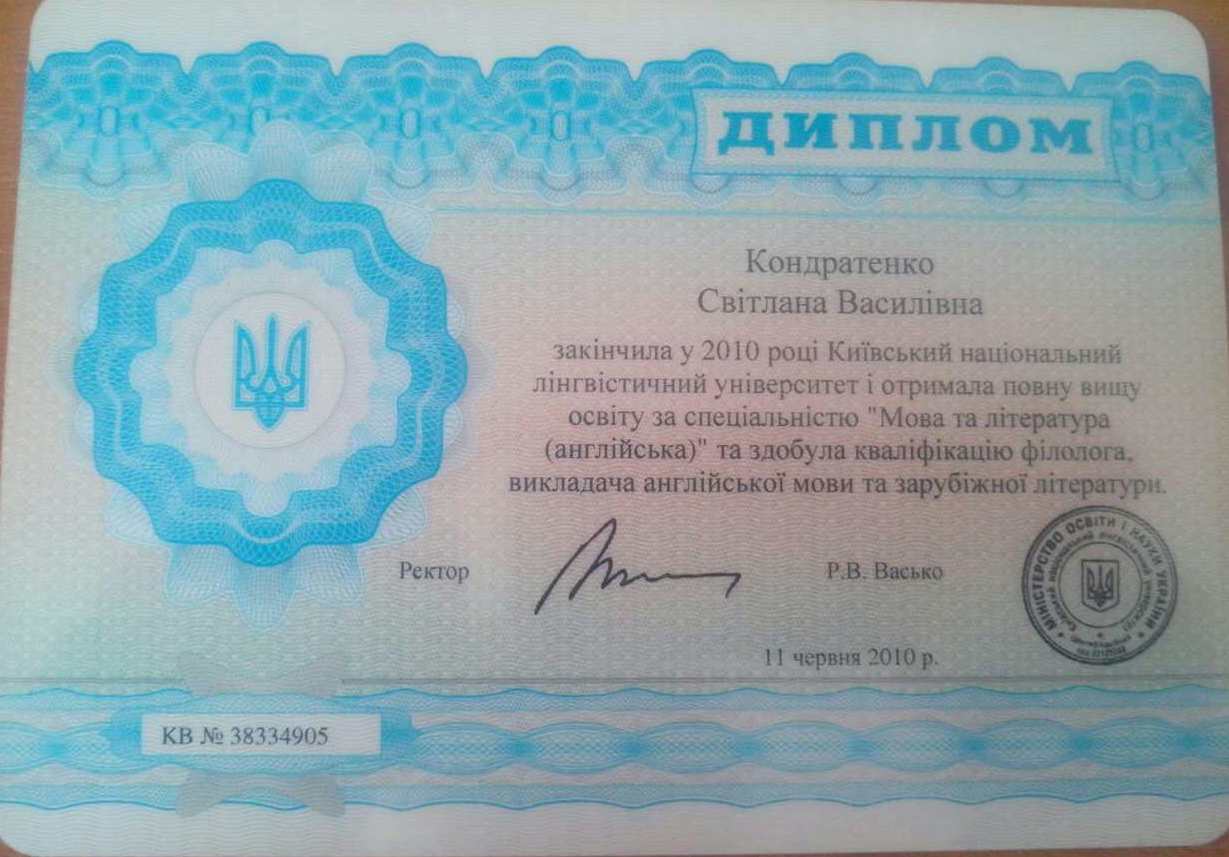 ДИПЛОМ
Кондратенко
Світлана Василівна
закінчила у 2010 році Київський національний
лінгвістичний університет і отримала повну вищу
освіту за спеціальністю "Мова та література
(англійська)" та здобула кваліфікацію філолога,
викладача англійської мови та зарубіжної літератури.
Ректор
Р.В. Васько
МІНІСТЕРСТВО ОСВІТИ І НАУКИ УКРАЇНИ
11 червня 2010 р.
КВ № 38334905